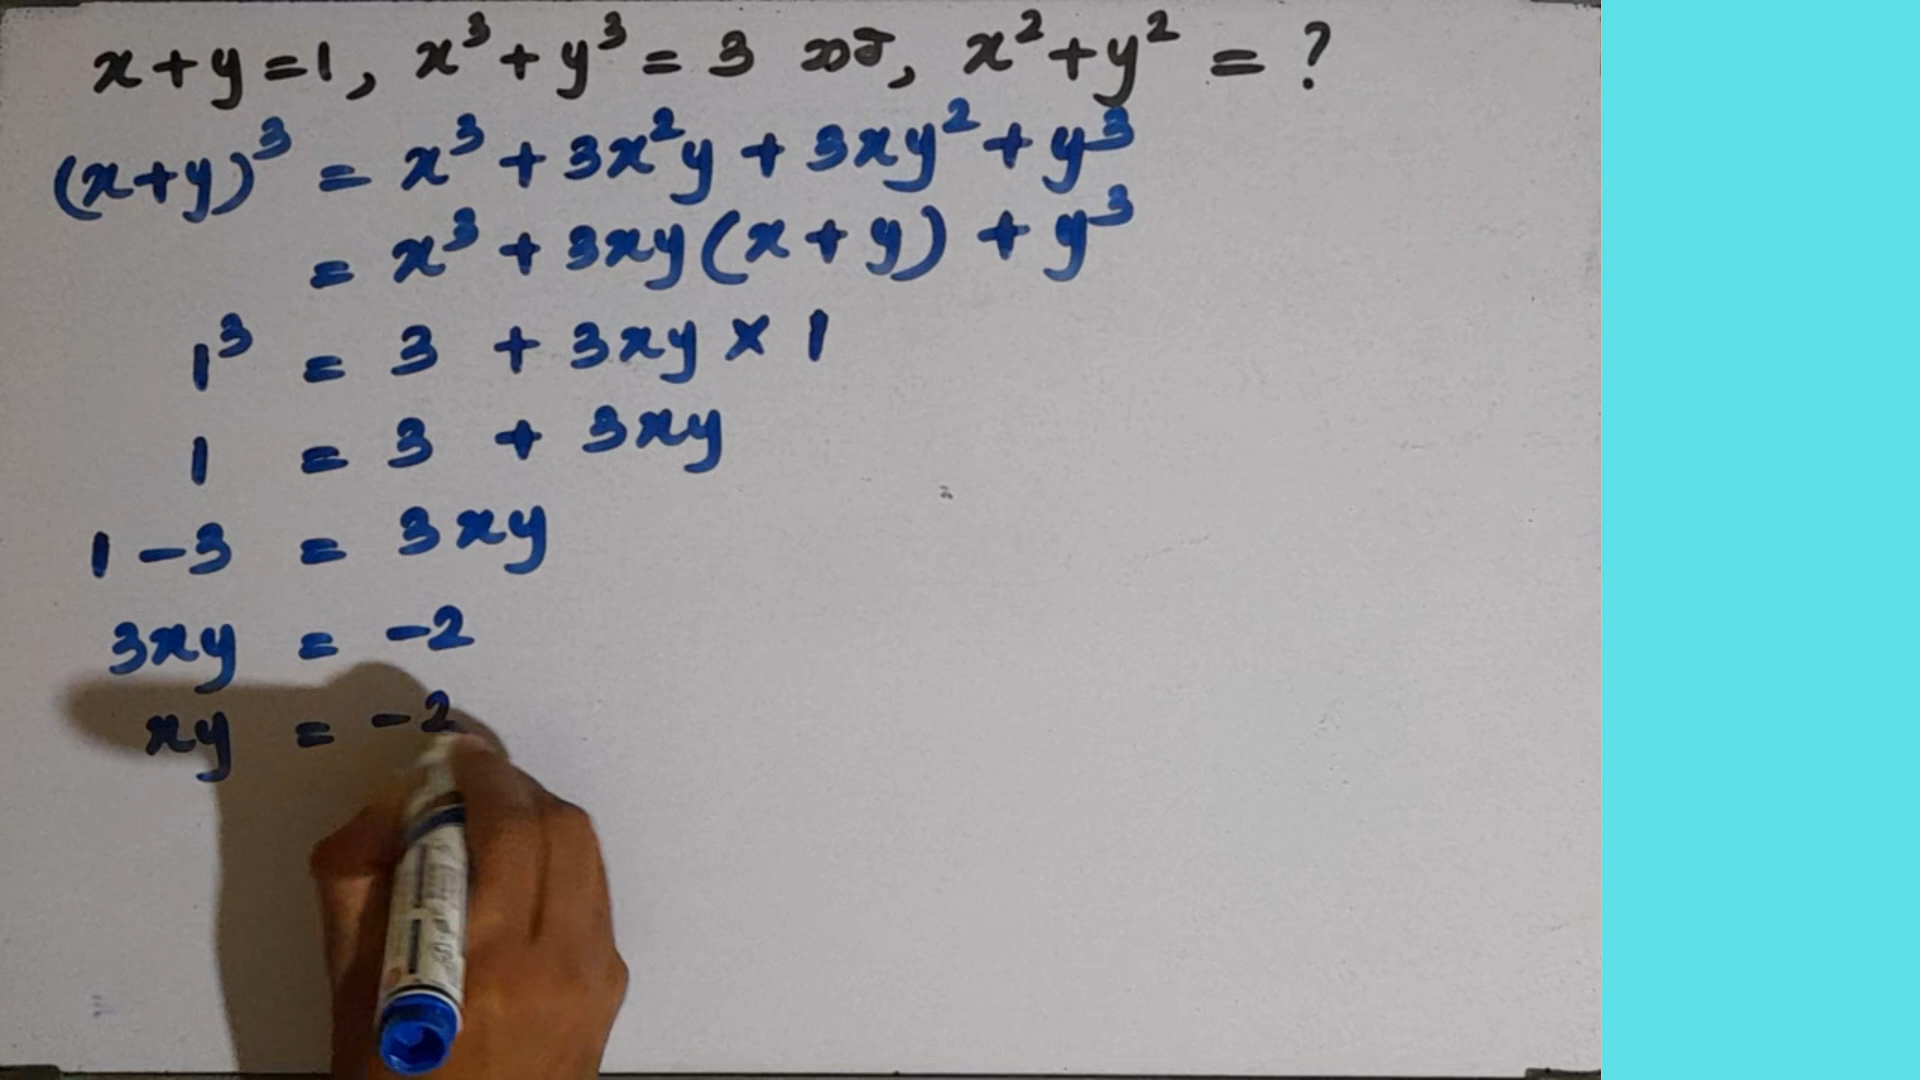 x + y = 1, x³ + y³ = 3 , x² + y² = ?
(x+y)³ = x³ + 3x²y + 3xy² + y³
= x³ + 3xy(x + y) + y³
1³ = 3 + 3xy × 1
1 = 3 + 3xy
1 - 3 = 3xy
3xy = -2
xy = -2